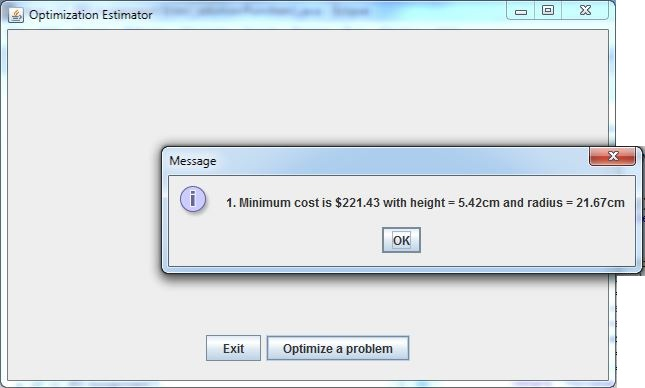 Optimization Estimator
Message
1. Minimum cost is $221.43 with height = 5.42cm and radius = 21.67cm
OK
Exit
Optimize a problem